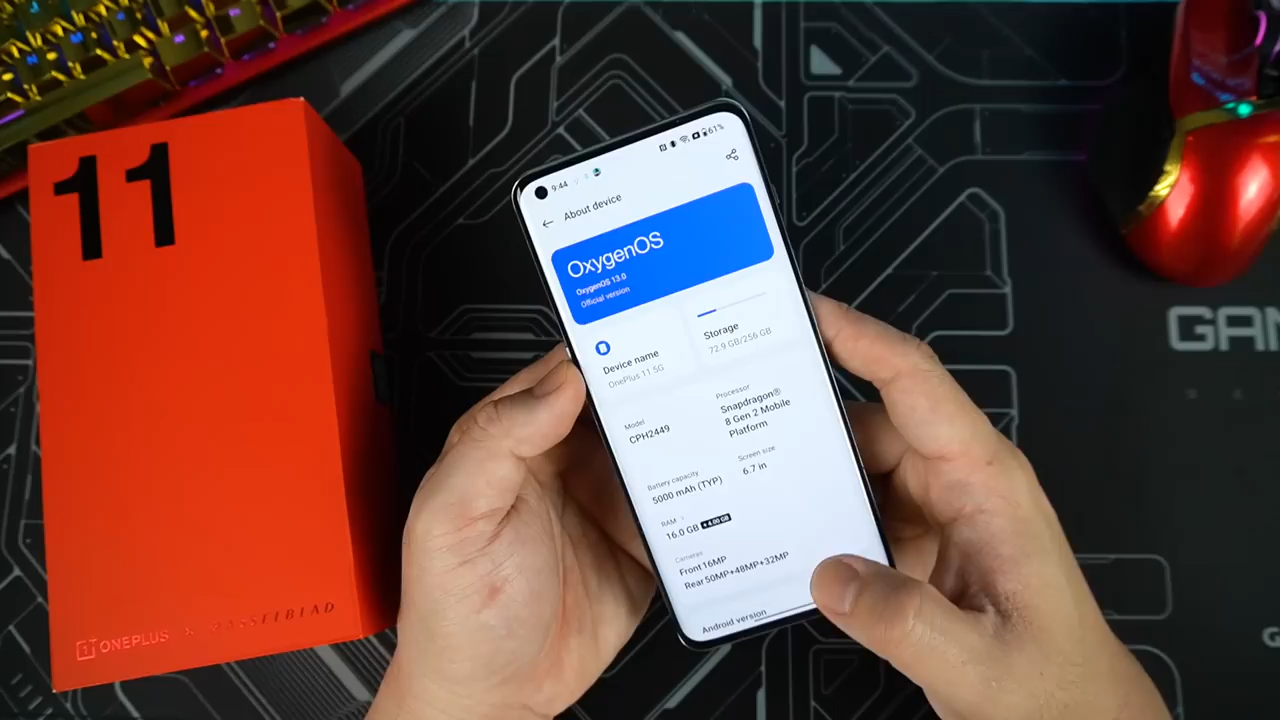 11
ONEPLUS × HASSELBLAD
9:44
61%
About device
OxygenOS
OxygenOS 13.0
Official version
Device name
OnePlus 11 5G
Storage
72.9 GB/256 GB
Model
CPH2449
Processor
Snapdragon®
8 Gen 2 Mobile
Platform
Battery capacity
5000 mAh (TYP)
Screen size
6.7 in
RAM
16.0 GB + 4.00 GB
Cameras
Front 16MP
Rear 50MP+48MP+32MP
Android version
GAM